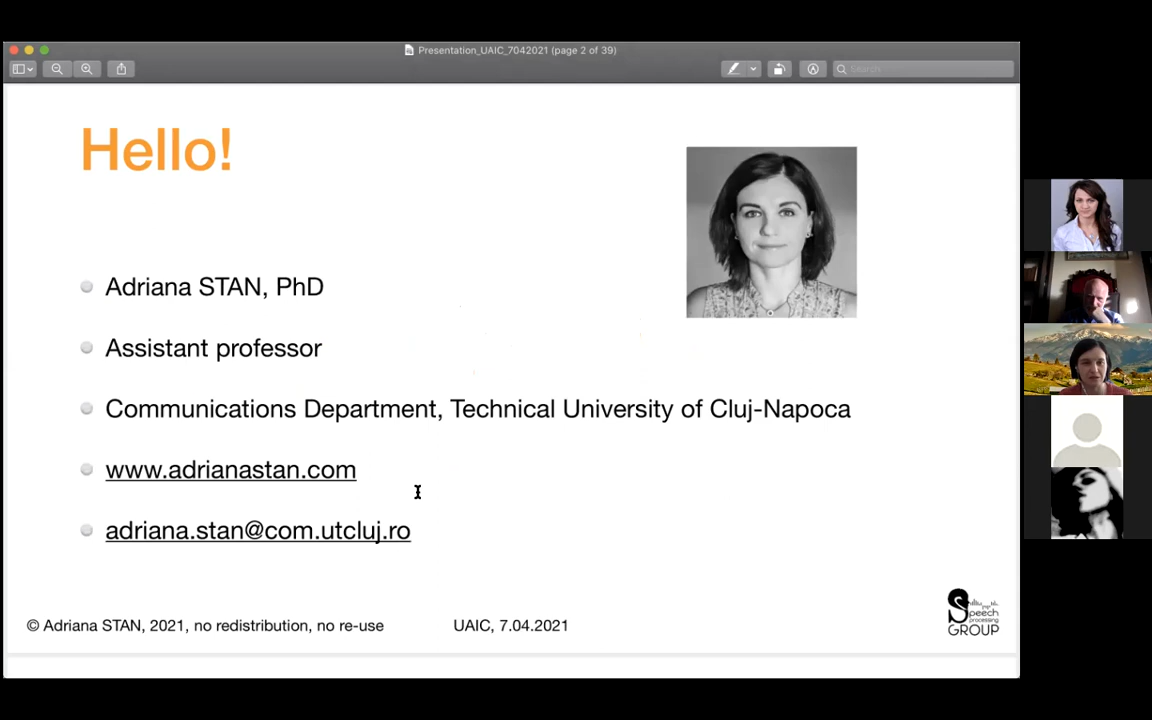 Presentation_UAIC_7042021 (page 2 of 39)
Search
Hello!
Adriana STAN, PhD
Assistant professor
Communications Department, Technical University of Cluj-Napoca
www.adrianastan.com
adriana.stan@com.utcluj.ro
© Adriana STAN, 2021, no redistribution, no re-use
UAIC, 7.04.2021
Speech
processing
GROUP